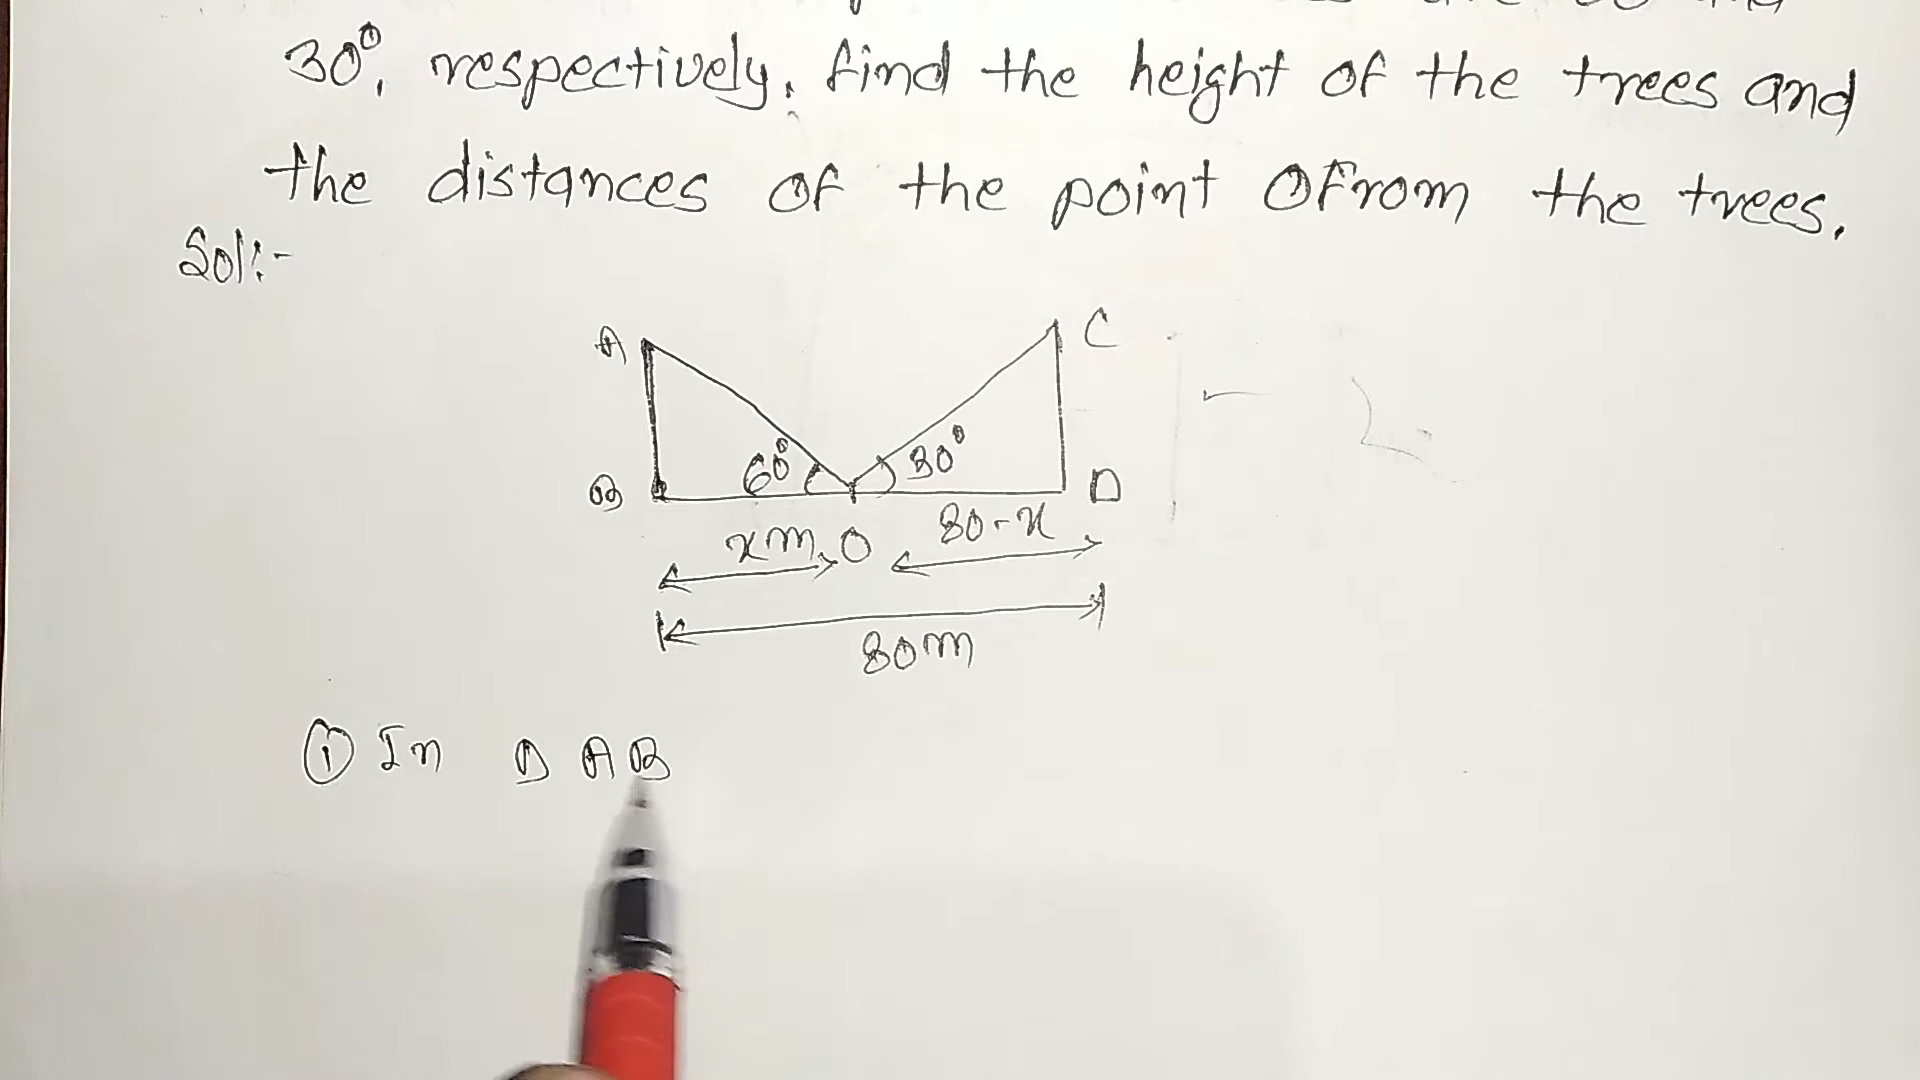 30°, respectively. find the height of the trees and
the distances of the point O from the trees.
Sol:-
A
C
60°
30°
B
D
x m
O
80-x
80m
① In Δ AB